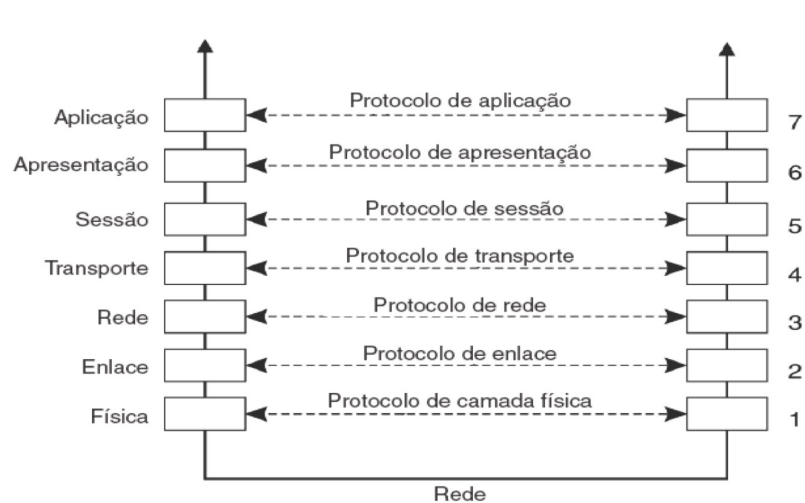 Aplicação Protocolo de aplicação 7
Apresentação Protocolo de apresentação 6
Sessão Protocolo de sessão 5
Transporte Protocolo de transporte 4
Rede Protocolo de rede 3
Enlace Protocolo de enlace 2
Física Protocolo de camada física 1
Rede